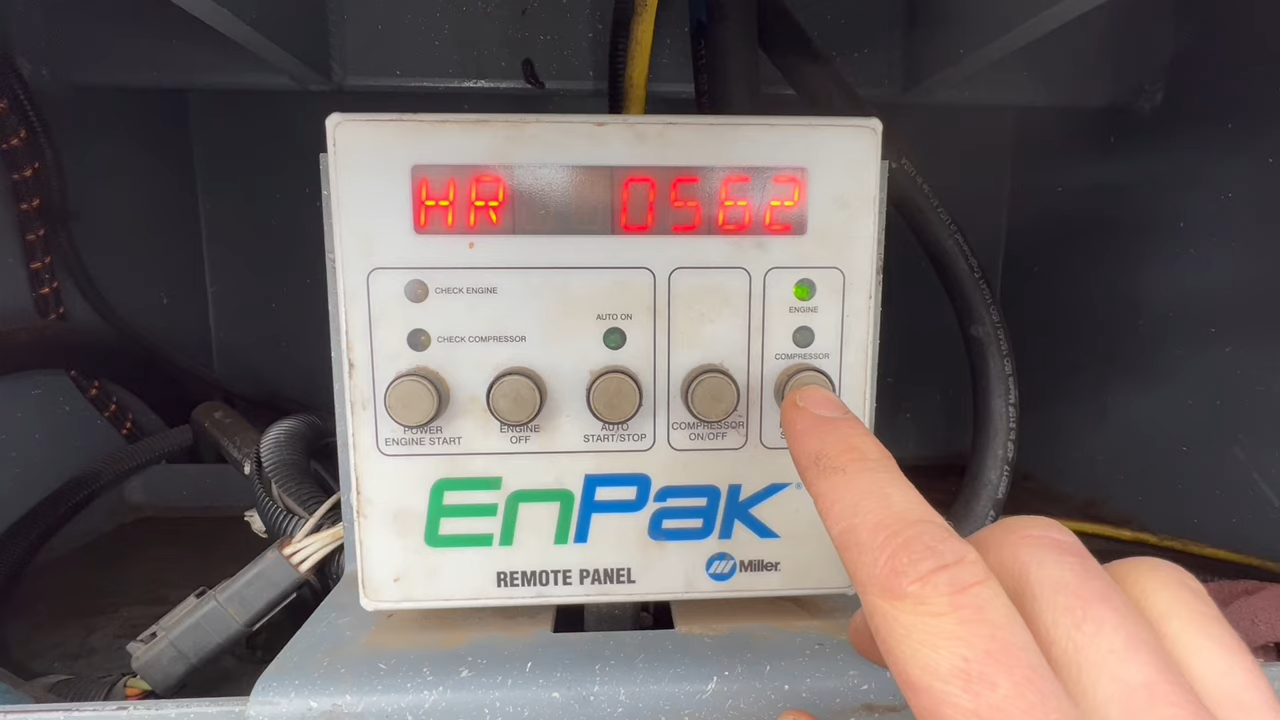 HR 0562
CHECK ENGINE
CHECK COMPRESSOR
AUTO ON
ENGINE
COMPRESSOR
POWER
ENGINE START
ENGINE
OFF
AUTO
START/STOP
COMPRESSOR
ON/OFF
EnPak®
REMOTE PANEL
Miller